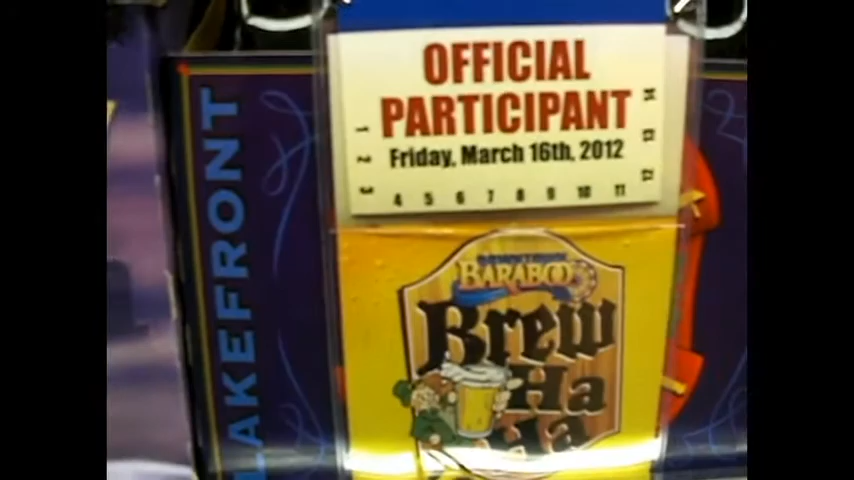 OFFICIAL
PARTICIPANT
Friday, March 16th, 2012
1
2
3
4 5 6 7 8 9 10 11
12
13
14
LAKEFRONT
BARABOO
Brew
Ha
Ha